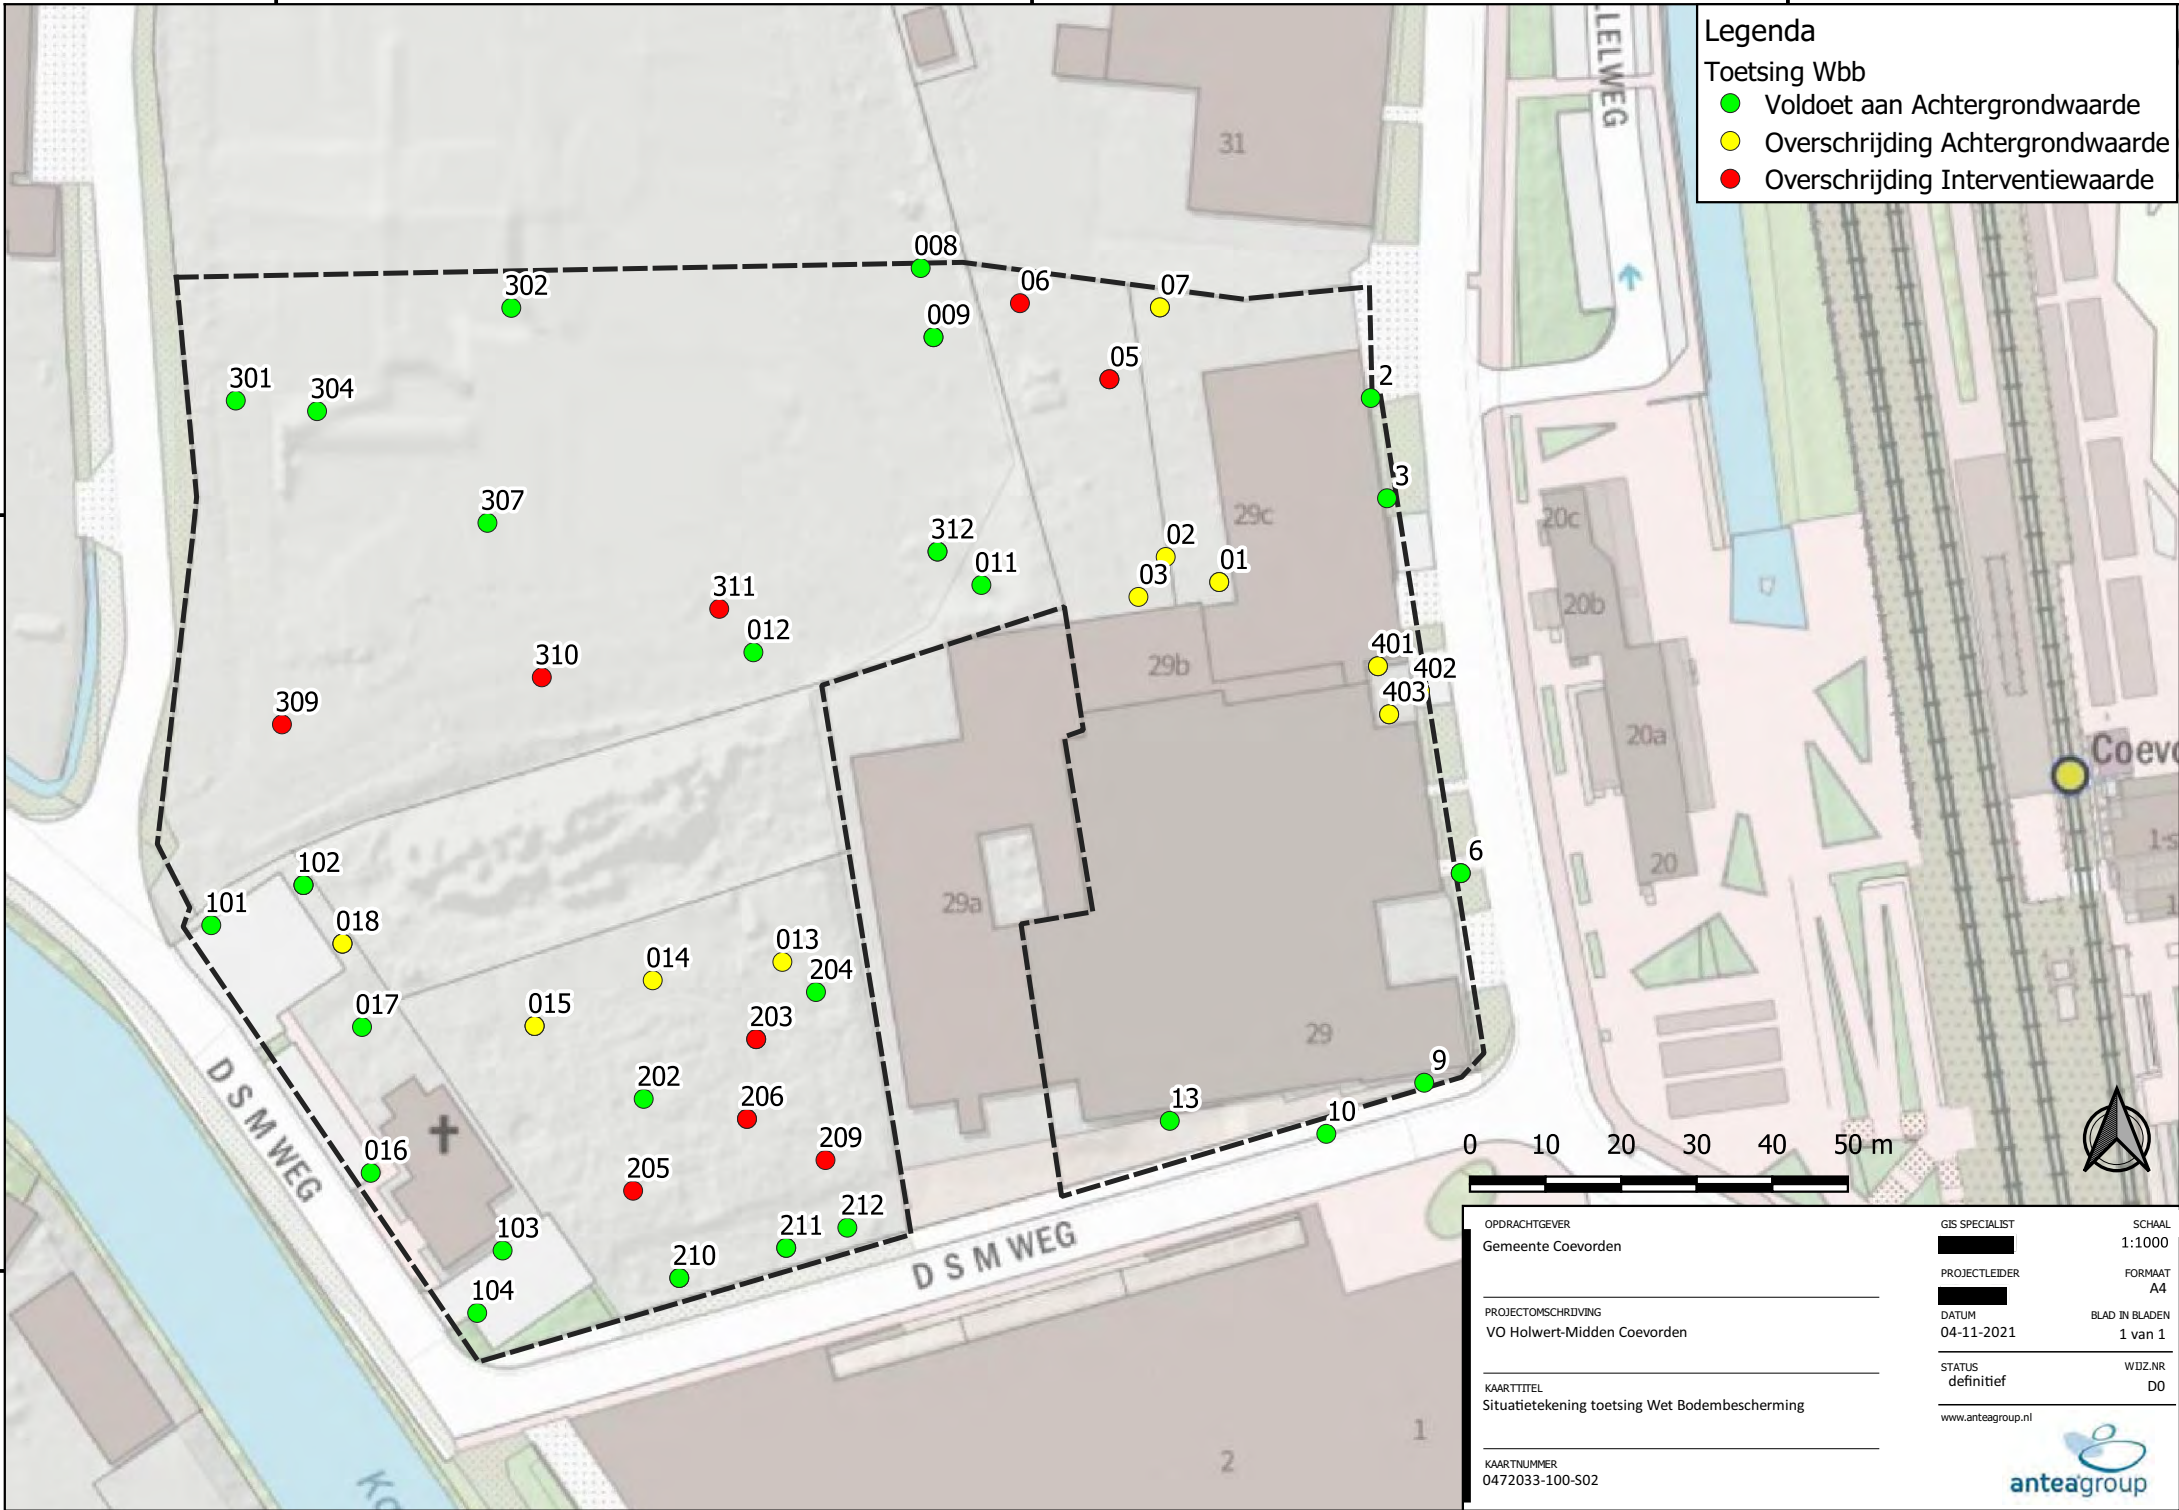 Legenda
Toetsing Wbb
Voldoet aan Achtergrondwaarde
Overschrijding Achtergrondwaarde
Overschrijding Interventiewaarde
LLELWEG
31
008
302
06
07
009
05
301
304
2
3
307
29c
20c
312
02
011
01
03
311
20b
012
401
310
29b
402
403
309
20a
Coevo
6
102
20
101
29a
018
013
014
204
015
017
203
29
9
202
206
13
10
D S M WEG
209
016
205
212
103
211
210
D S M WEG
104
2
1
0 10 20 30 40 50 m
OPDRACHTGEVER
Gemeente Coevorden
PROJECTOMSCHRIJVING
VO Holwert-Midden Coevorden
KAARTTITEL
Situatietekening toetsing Wet Bodembescherming
KAARTNUMMER
0472033-100-S02
GIS SPECIALIST
SCHAAL
1:1000
PROJECTLEIDER
FORMAAT
A4
DATUM
04-11-2021
BLAD IN BLADEN
1 van 1
STATUS
definitief
WIJZ.NR
D0
www.anteagroup.nl
anteagroup